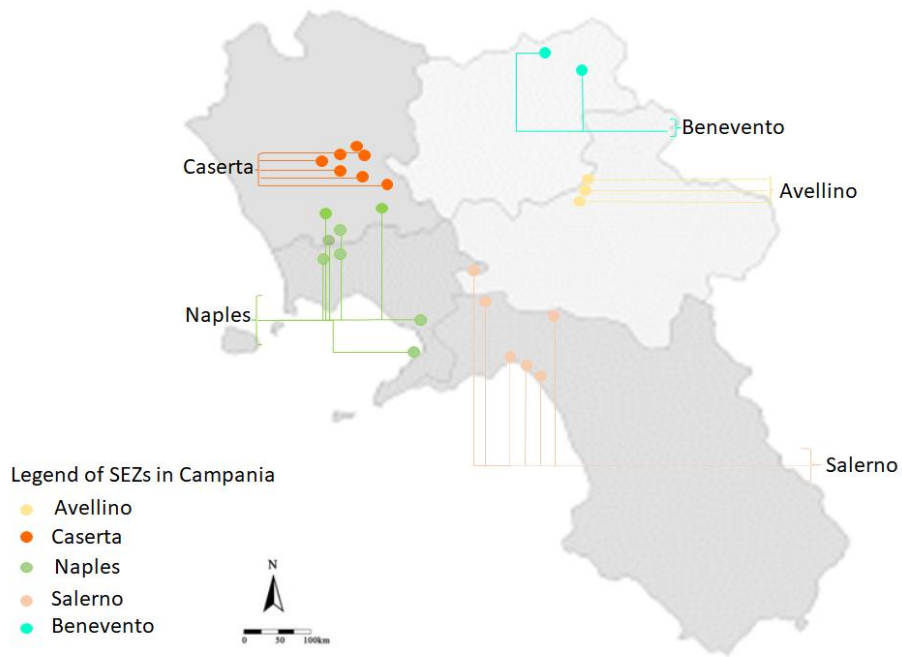 Benevento
Caserta
Avellino
Naples
Salerno
Legend of SEZs in Campania
Avellino
Caserta
Naples
Salerno
Benevento
N
0 50 100km